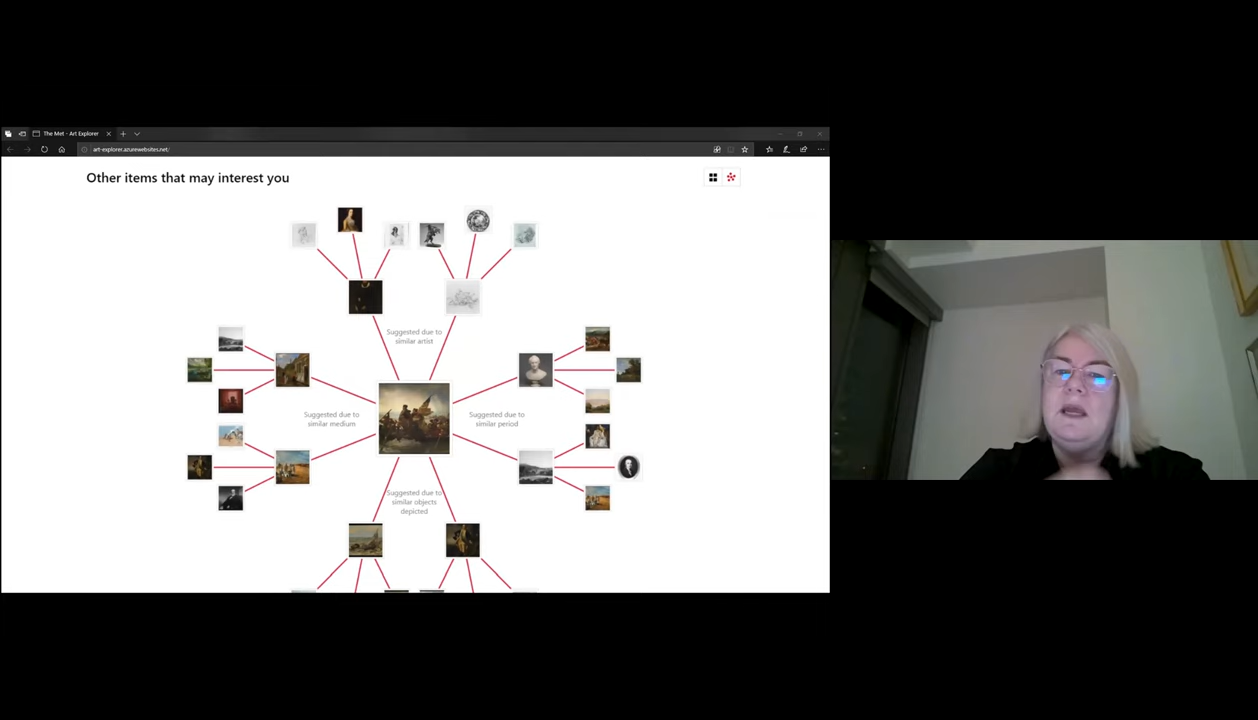 The Met - Art Explorer
art-explorer.azurewebsites.net/
Other items that may interest you
Suggested due to
similar artist
Suggested due to
similar medium
Suggested due to
similar period
Suggested due to
similar objects
depicted